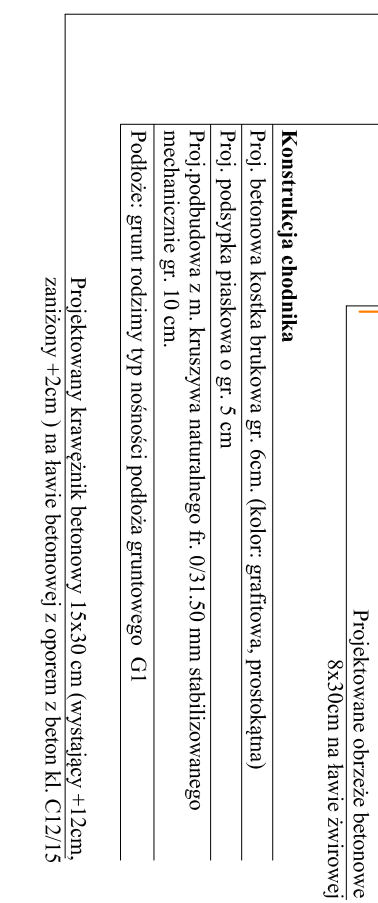 Projektowane obrzeże betonowe
8x30cm na ławie żwirowej
Konstrukcja chodnika
Proj. betonowa kostka brukowa gr. 6cm. (kolor: grafitowa, prostokątna)
Proj. podsypka piaskowa o gr. 5 cm
Proj.podbudowa z m. kruszywa naturalnego fr. 0/31.50 mm stabilizowanego
mechanicznie gr. 10 cm.
Podłoże: grunt rodzimy typ nośności podłoża gruntowego G1
Projektowany krawężnik betonowy 15x30 cm (wystający +12cm,
zaniżony +2cm ) na ławie betonowej z oporem z beton kl. C12/15